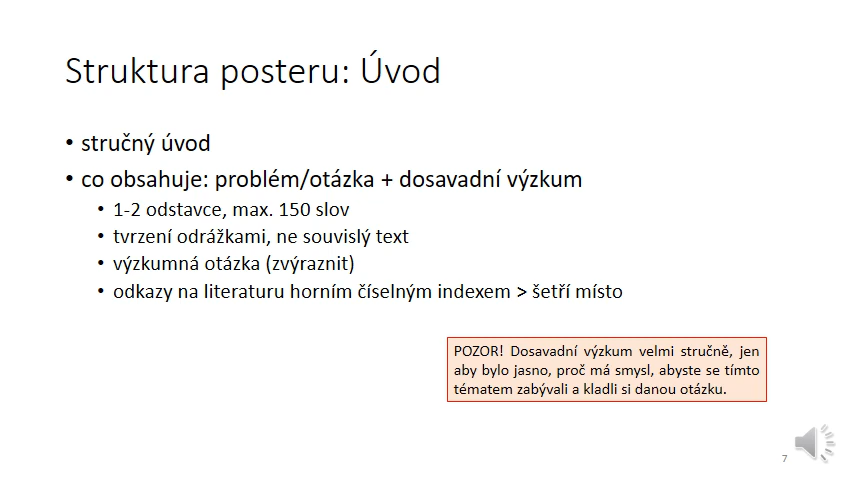 Struktura posteru: Úvod
• stručný úvod
• co obsahuje: problém/otázka + dosavadní výzkum
• 1-2 odstavce, max. 150 slov
• tvrzení odrážkami, ne souvislý text
• výzkumná otázka (zvýraznit)
• odkazy na literaturu horním číselným indexem > šetří místo
POZOR! Dosavadní výzkum velmi stručně, jen
aby bylo jasno, proč má smysl, abyste se tímto
tématem zabývali a kladli si danou otázku.
7